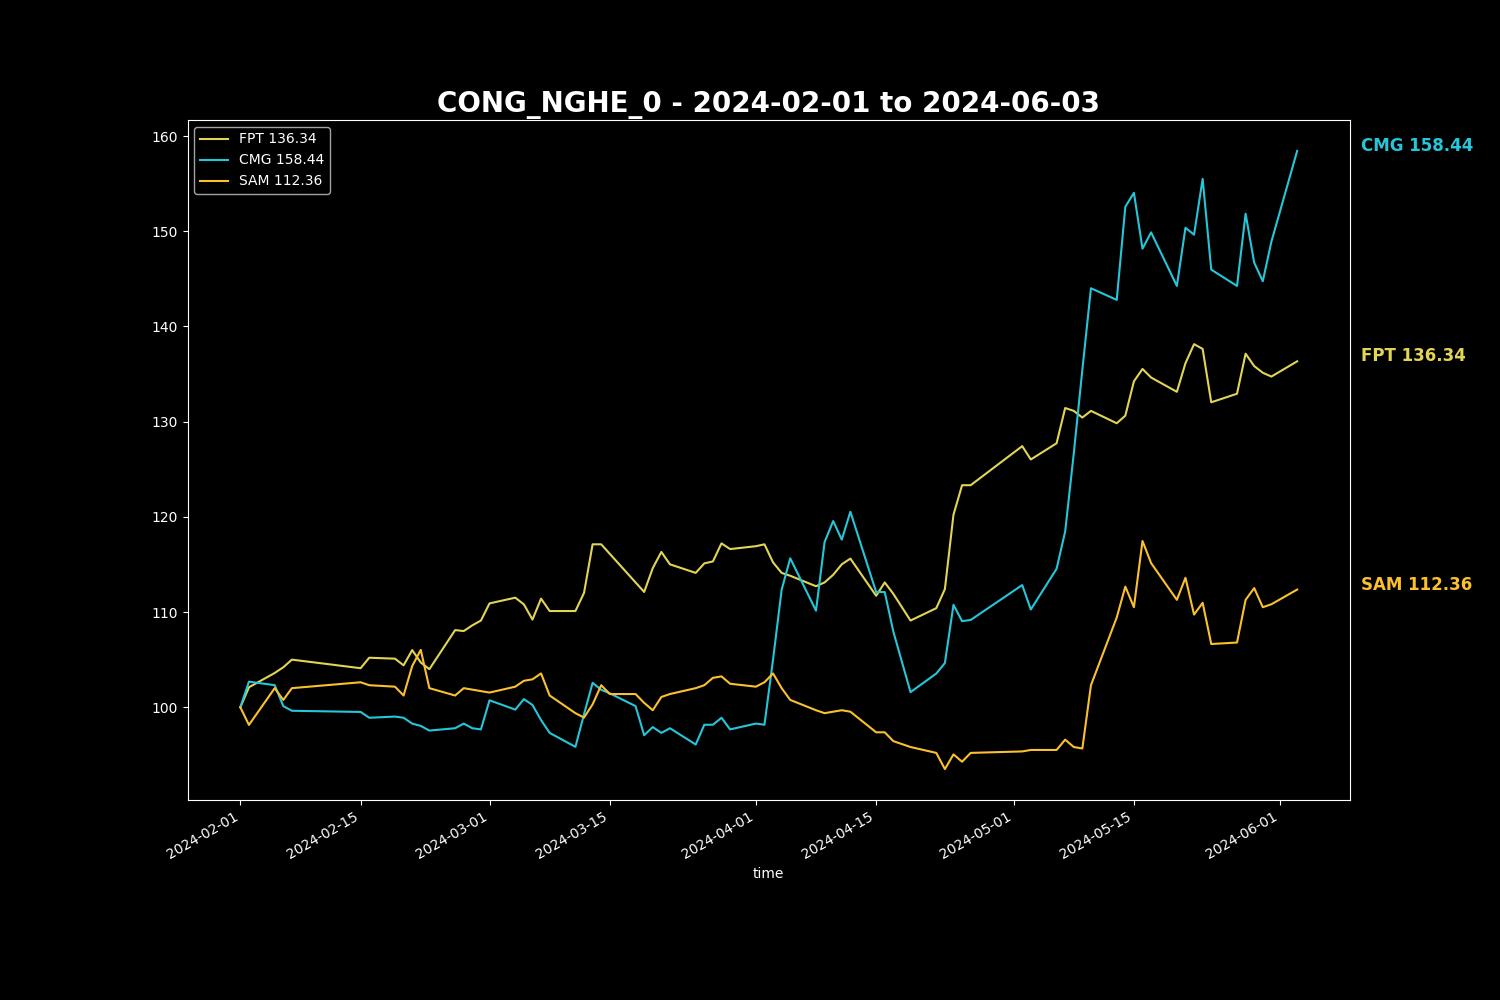 CONG_NGHE_0 - 2024-02-01 to 2024-06-03
FPT 136.34
CMG 158.44
SAM 112.36
160
150
140
130
120
110
100
CMG 158.44
FPT 136.34
SAM 112.36
2024-02-01
2024-02-15
2024-03-01
2024-03-15
2024-04-01
2024-04-15
2024-05-01
2024-05-15
2024-06-01
time